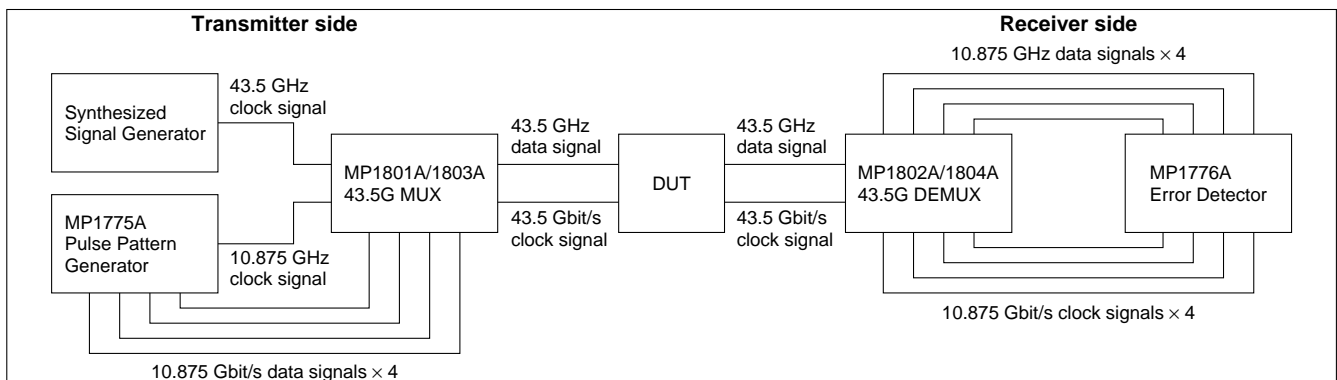 Transmitter side
Receiver side
10.875 GHz data signals × 4
Synthesized
Signal Generator
43.5 GHz
clock signal
MP1775A
Pulse Pattern
Generator
10.875 GHz
clock signal
MP1801A/1803A
43.5G MUX
43.5 GHz
data signal
43.5 Gbit/s
clock signal
DUT
43.5 GHz
data signal
43.5 Gbit/s
clock signal
MP1802A/1804A
43.5G DEMUX
MP1776A
Error Detector
10.875 Gbit/s clock signals × 4
10.875 Gbit/s data signals × 4